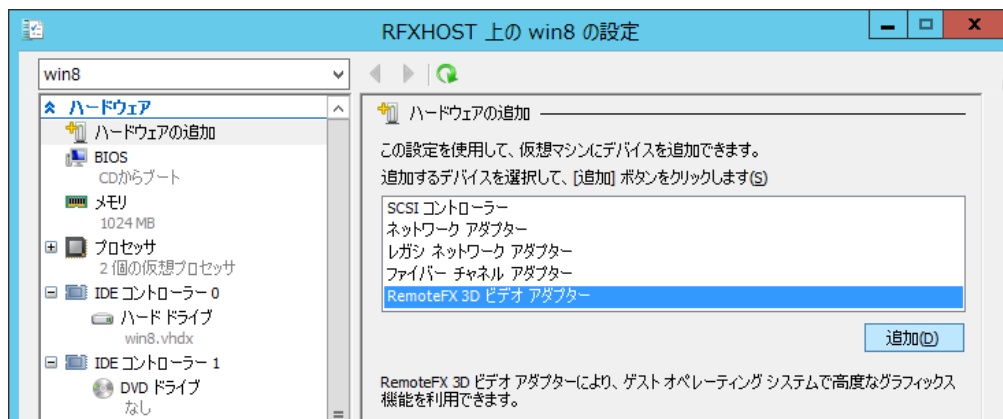 RFXHOST 上の win8 の設定
win8
ハードウェア
ハードウェアの追加
BIOS
CDからブート
メモリ
1024 MB
プロセッサ
2 個の仮想プロセッサ
IDE コントローラー 0
ハード ドライブ
win8.vhdx
IDE コントローラー 1
DVD ドライブ
なし
ハードウェアの追加
この設定を使用して、仮想マシンにデバイスを追加できます。
追加するデバイスを選択して、[追加] ボタンをクリックします(S)
SCSI コントローラー
ネットワーク アダプター
レガシ ネットワーク アダプター
ファイバー チャネル アダプター
RemoteFX 3D ビデオ アダプター
追加(D)
RemoteFX 3D ビデオ アダプターにより、ゲスト オペレーティング システムで高度なグラフィックス
機能を利用できます。